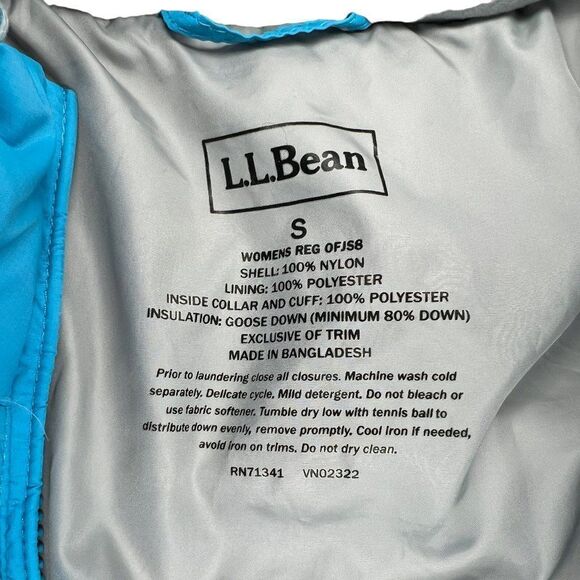 L.L.Bean
S
WOMENS REG OFJS8
SHELL: 100% NYLON
LINING: 100% POLYESTER
INSIDE COLLAR AND CUFF: 100% POLYESTER
INSULATION: GOOSE DOWN (MINIMUM 80% DOWN)
EXCLUSIVE OF TRIM
MADE IN BANGLADESH
Prior to laundering close all closures. Machine wash cold
separately. Delicate cycle. Mild detergent. Do not bleach or
use fabric softener. Tumble dry low with tennis ball to
distribute down evenly, remove promptly. Cool iron if needed,
avoid iron on trims. Do not dry clean.
RN71341 VN02322